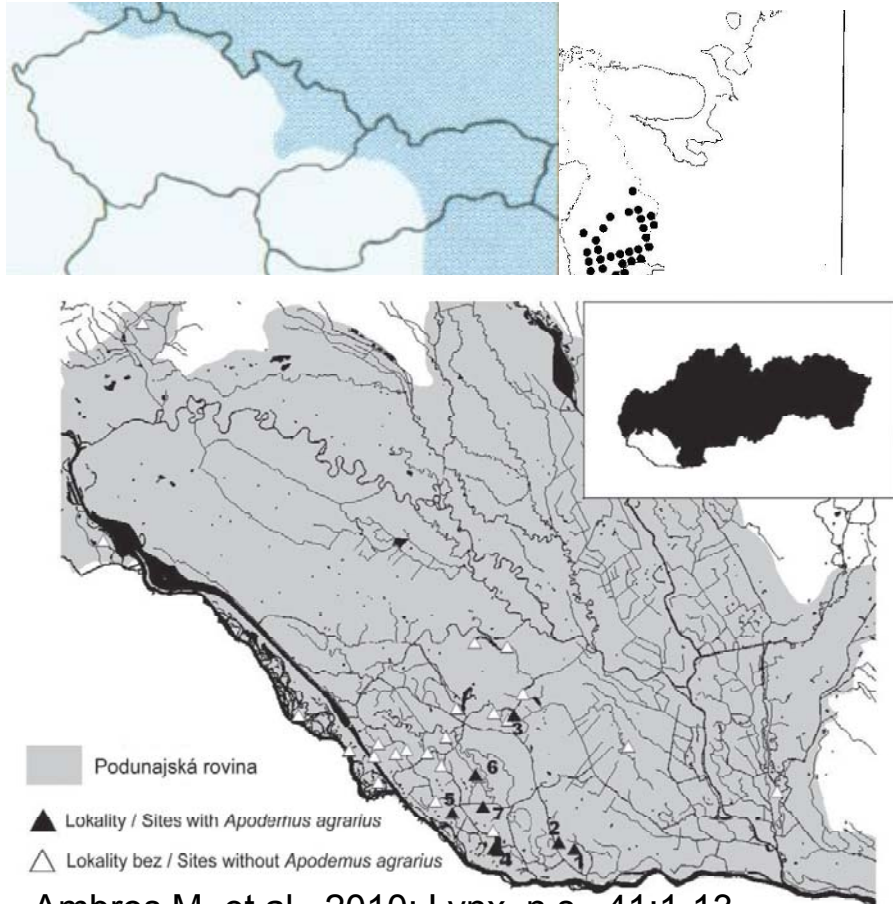 3
6
5
7
2
4
1
Podunajská rovina
Lokality / Sites with Apodemus agrarius
Lokality bez / Sites without Apodemus agrarius
Ambros M. et al., 2010: Lynx, n.s., 41:1-13